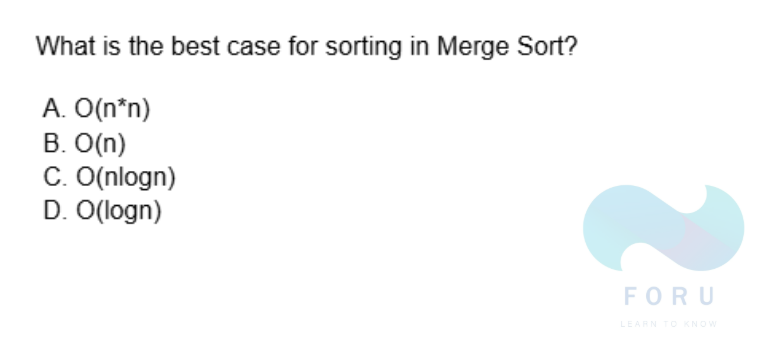 What is the best case for sorting in Merge Sort?
A. O(n*n)
B. O(n)
C. O(nlogn)
D. O(logn)
FORU
LEARN TO KNOW